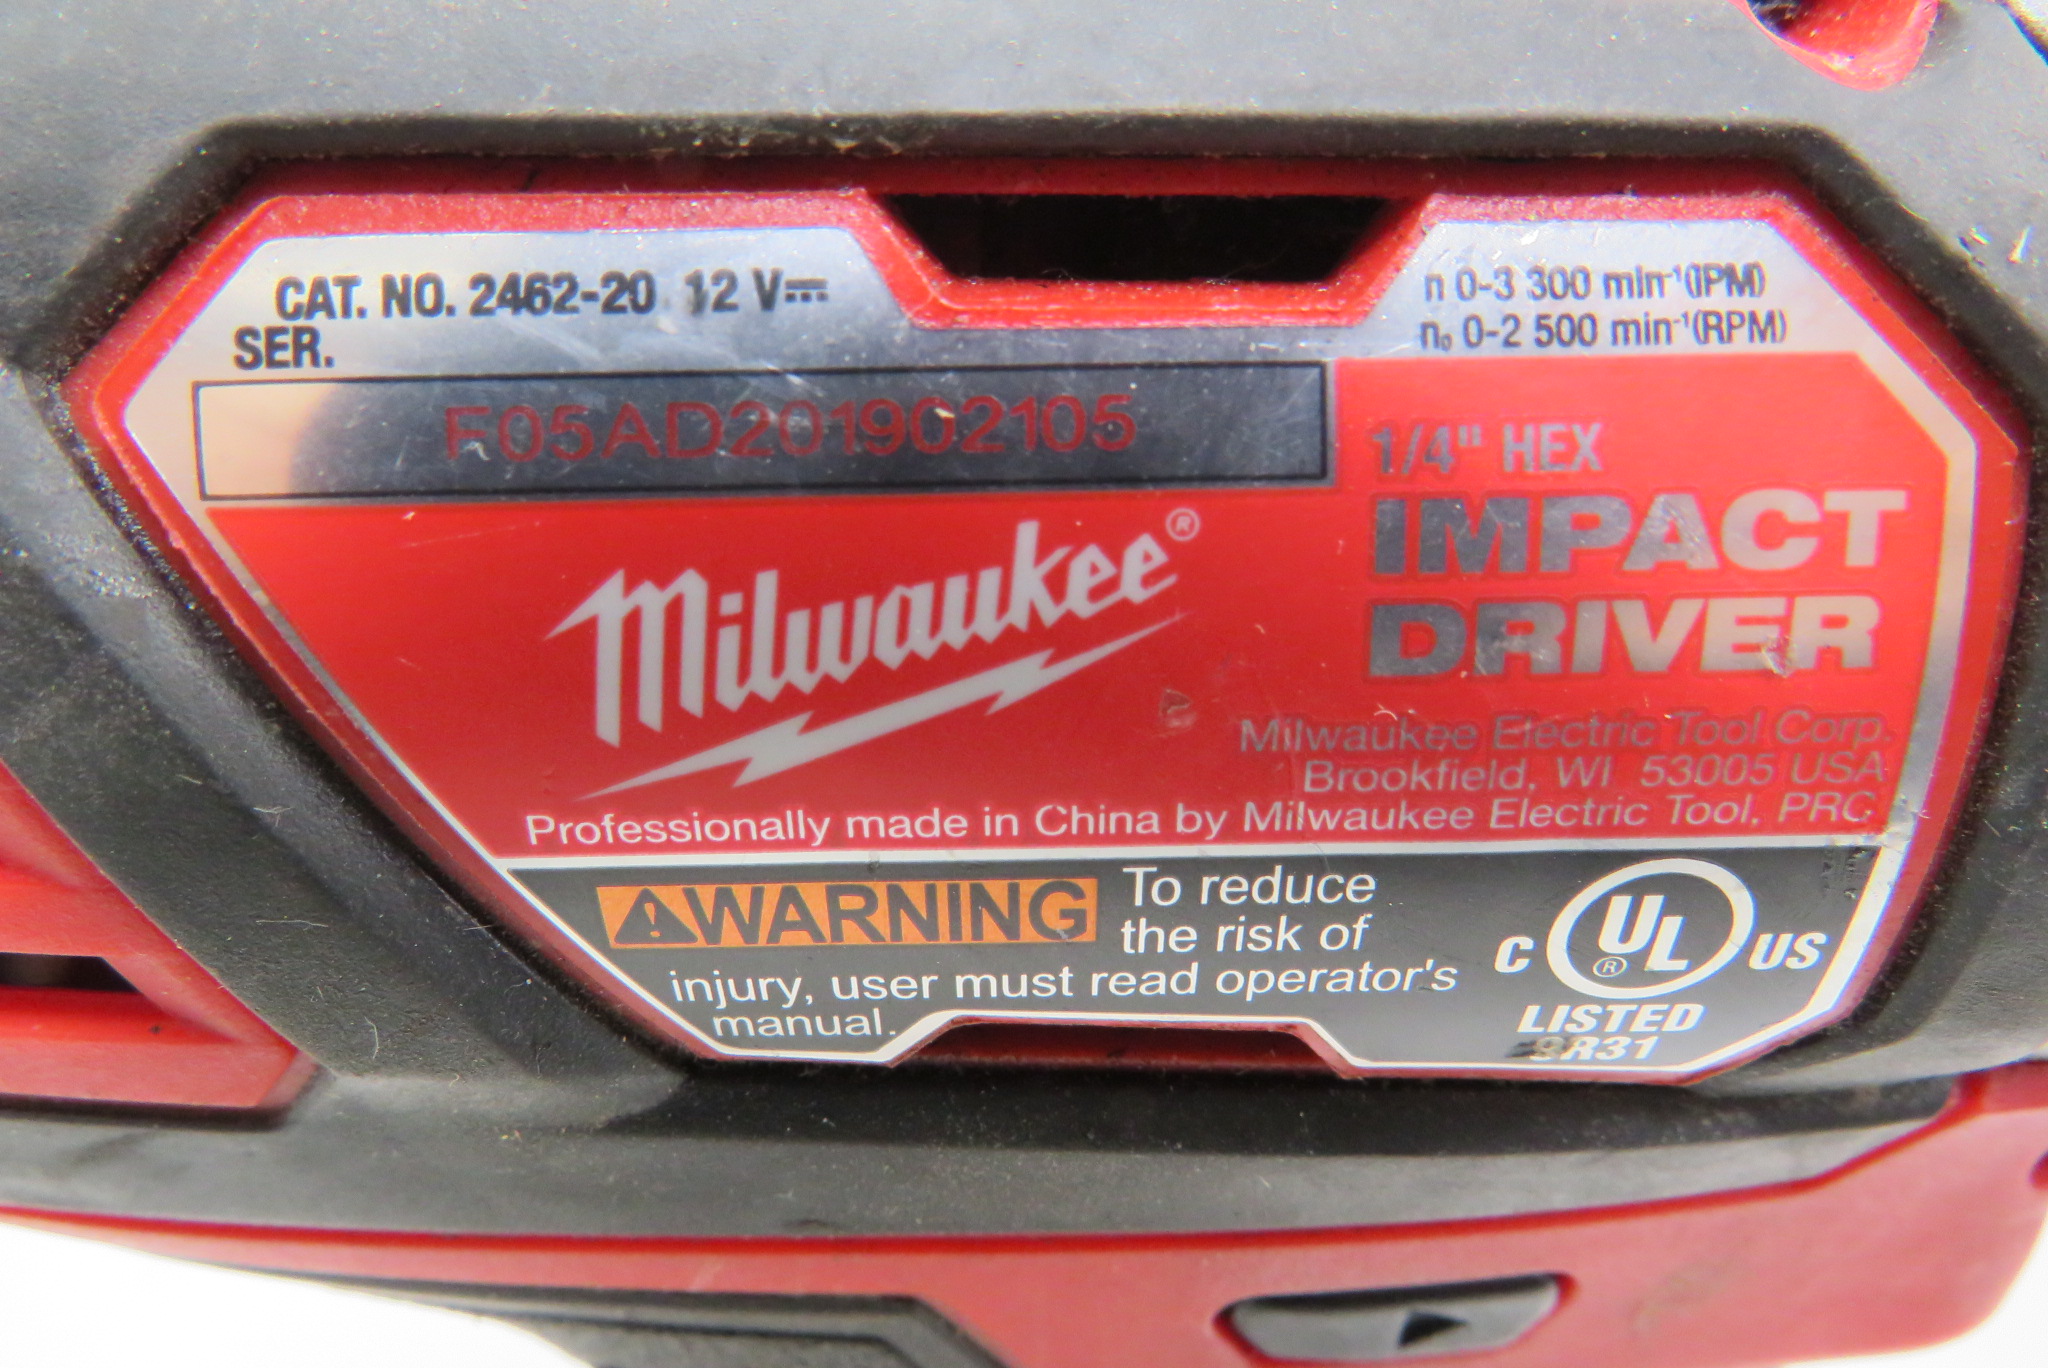 CAT. NO. 2462-20 12 V⎓
SER.
F05AD201902105
n 0-3 300 min⁻¹(IPM)
n₀ 0-2 500 min⁻¹(RPM)
1/4" HEX
IMPACT
DRIVER
Milwaukee®
Milwaukee Electric Tool Corp.
Brookfield, WI 53005 USA
Professionally made in China by Milwaukee Electric Tool, PRC
⚠WARNING To reduce
the risk of
injury, user must read operator's
manual.
C UL® US
LISTED
9R31